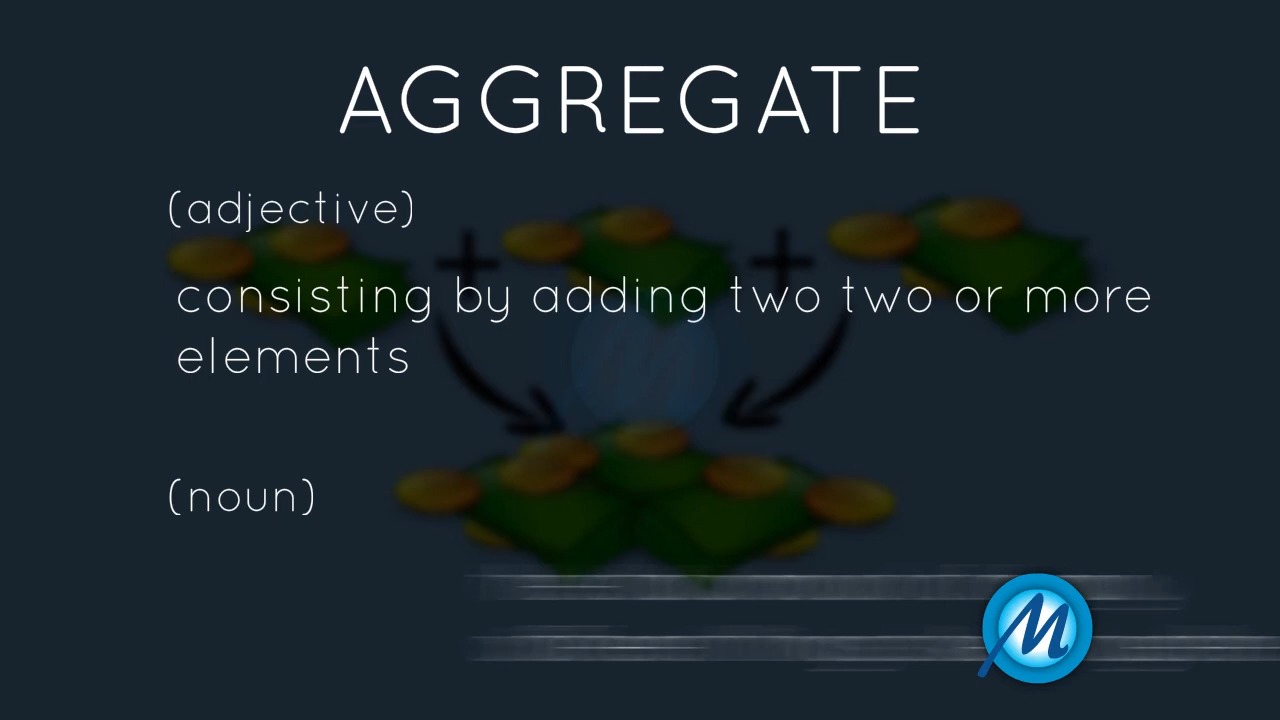 AGGREGATE
(adjective)
consisting by adding two two or more
elements
(noun)
M